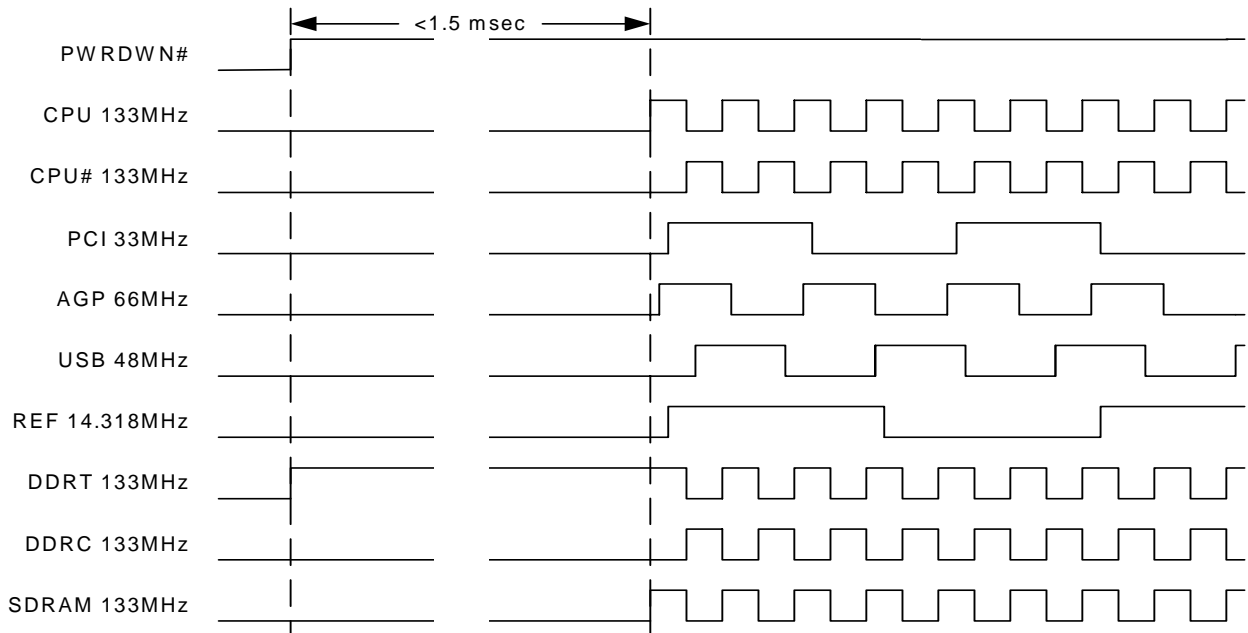 <1.5 msec
PWRDWN#
CPU 133MHz
CPU# 133MHz
PCI 33MHz
AGP 66MHz
USB 48MHz
REF 14.318MHz
DDRT 133MHz
DDRC 133MHz
SDRAM 133MHz